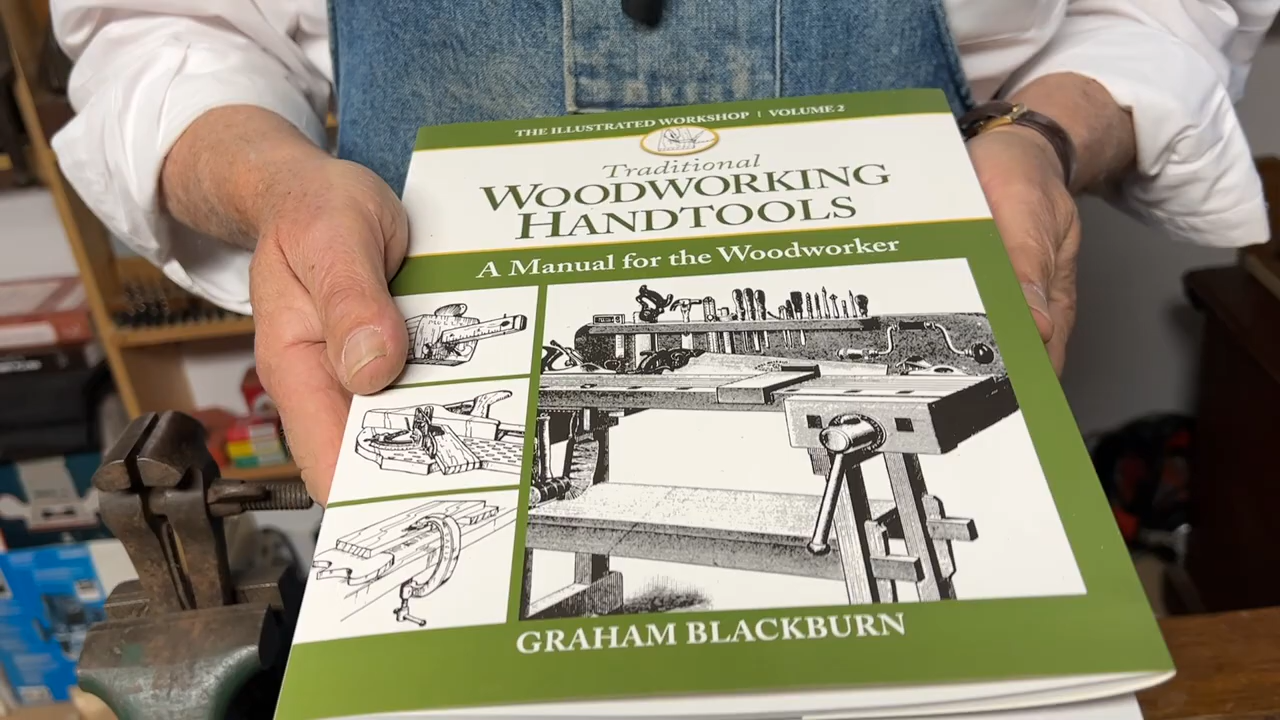 THE ILLUSTRATED WORKSHOP | VOLUME 2
Traditional
WOODWORKING
HANDTOOLS
A Manual for the Woodworker
GRAHAM BLACKBURN